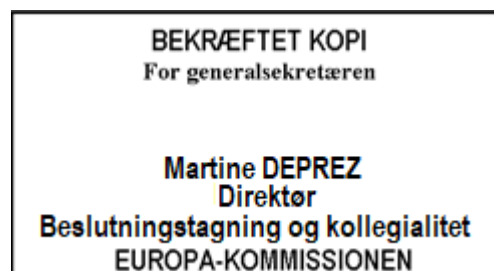 BEKRÆFTET KOPI
For generalsekretæren
Martine DEPREZ
Direktør
Beslutningstagning og kollegialitet
EUROPA-KOMMISSIONEN